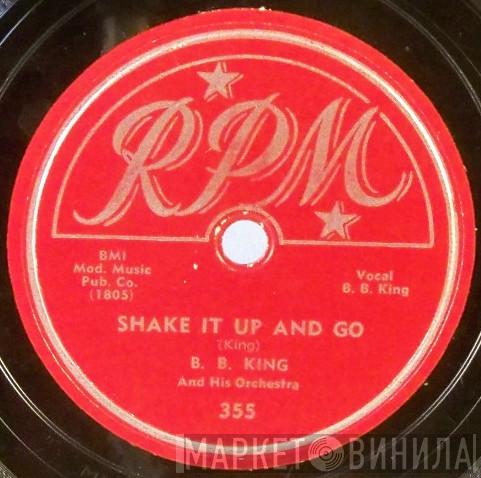 RPM
BMI
Mod. Music
Pub. Co.
(1805)
Vocal
B. B. King
SHAKE IT UP AND GO
(King)
B. B. KING
And His Orchestra
355
МАРКЕТ ВИНИЛА